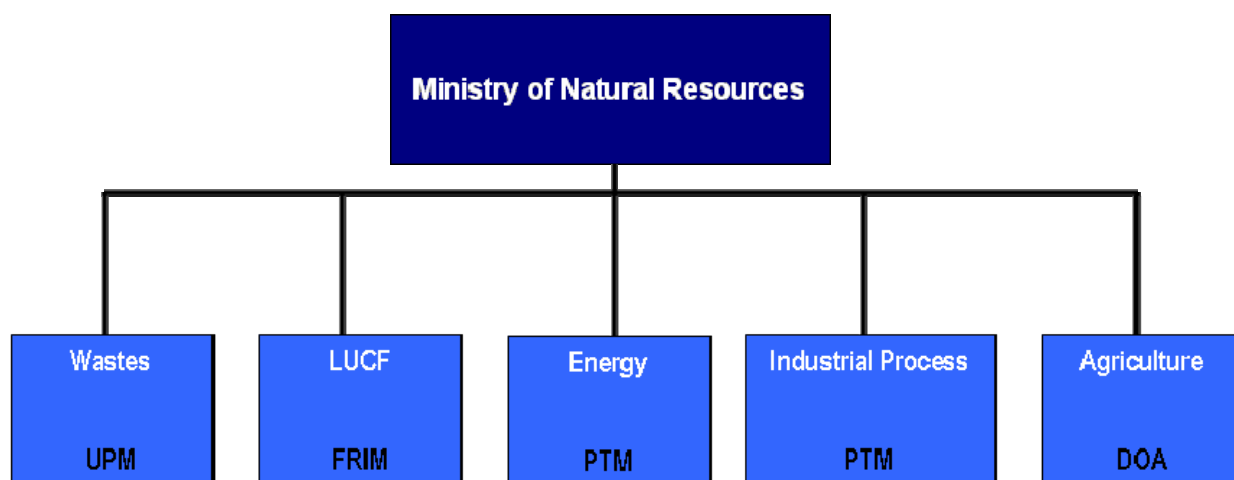 Ministry of Natural Resources
Wastes
UPM
LUCF
FRIM
Energy
PTM
Industrial Process
PTM
Agriculture
DOA